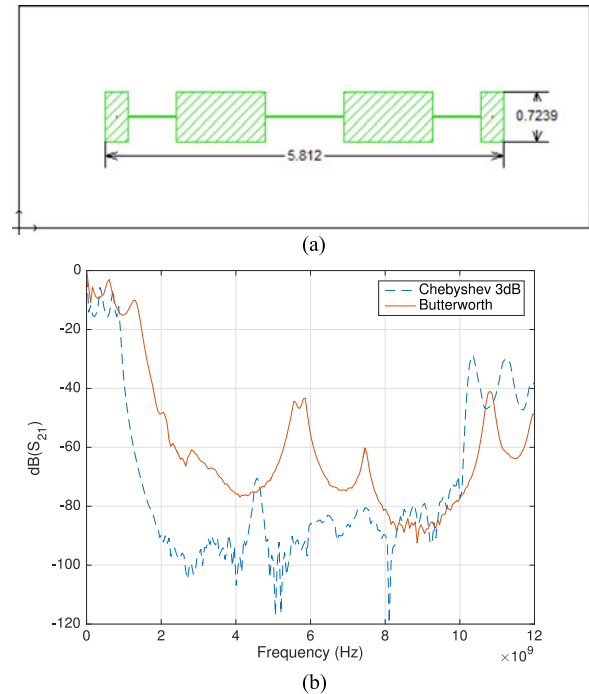 0.7239
5.812
(a)
0
-20
-40
-60
-80
-100
-120
dB(S21)
Chebyshev 3dB
Butterworth
0 2 4 6 8 10 12
Frequency (Hz)
×10^9
(b)